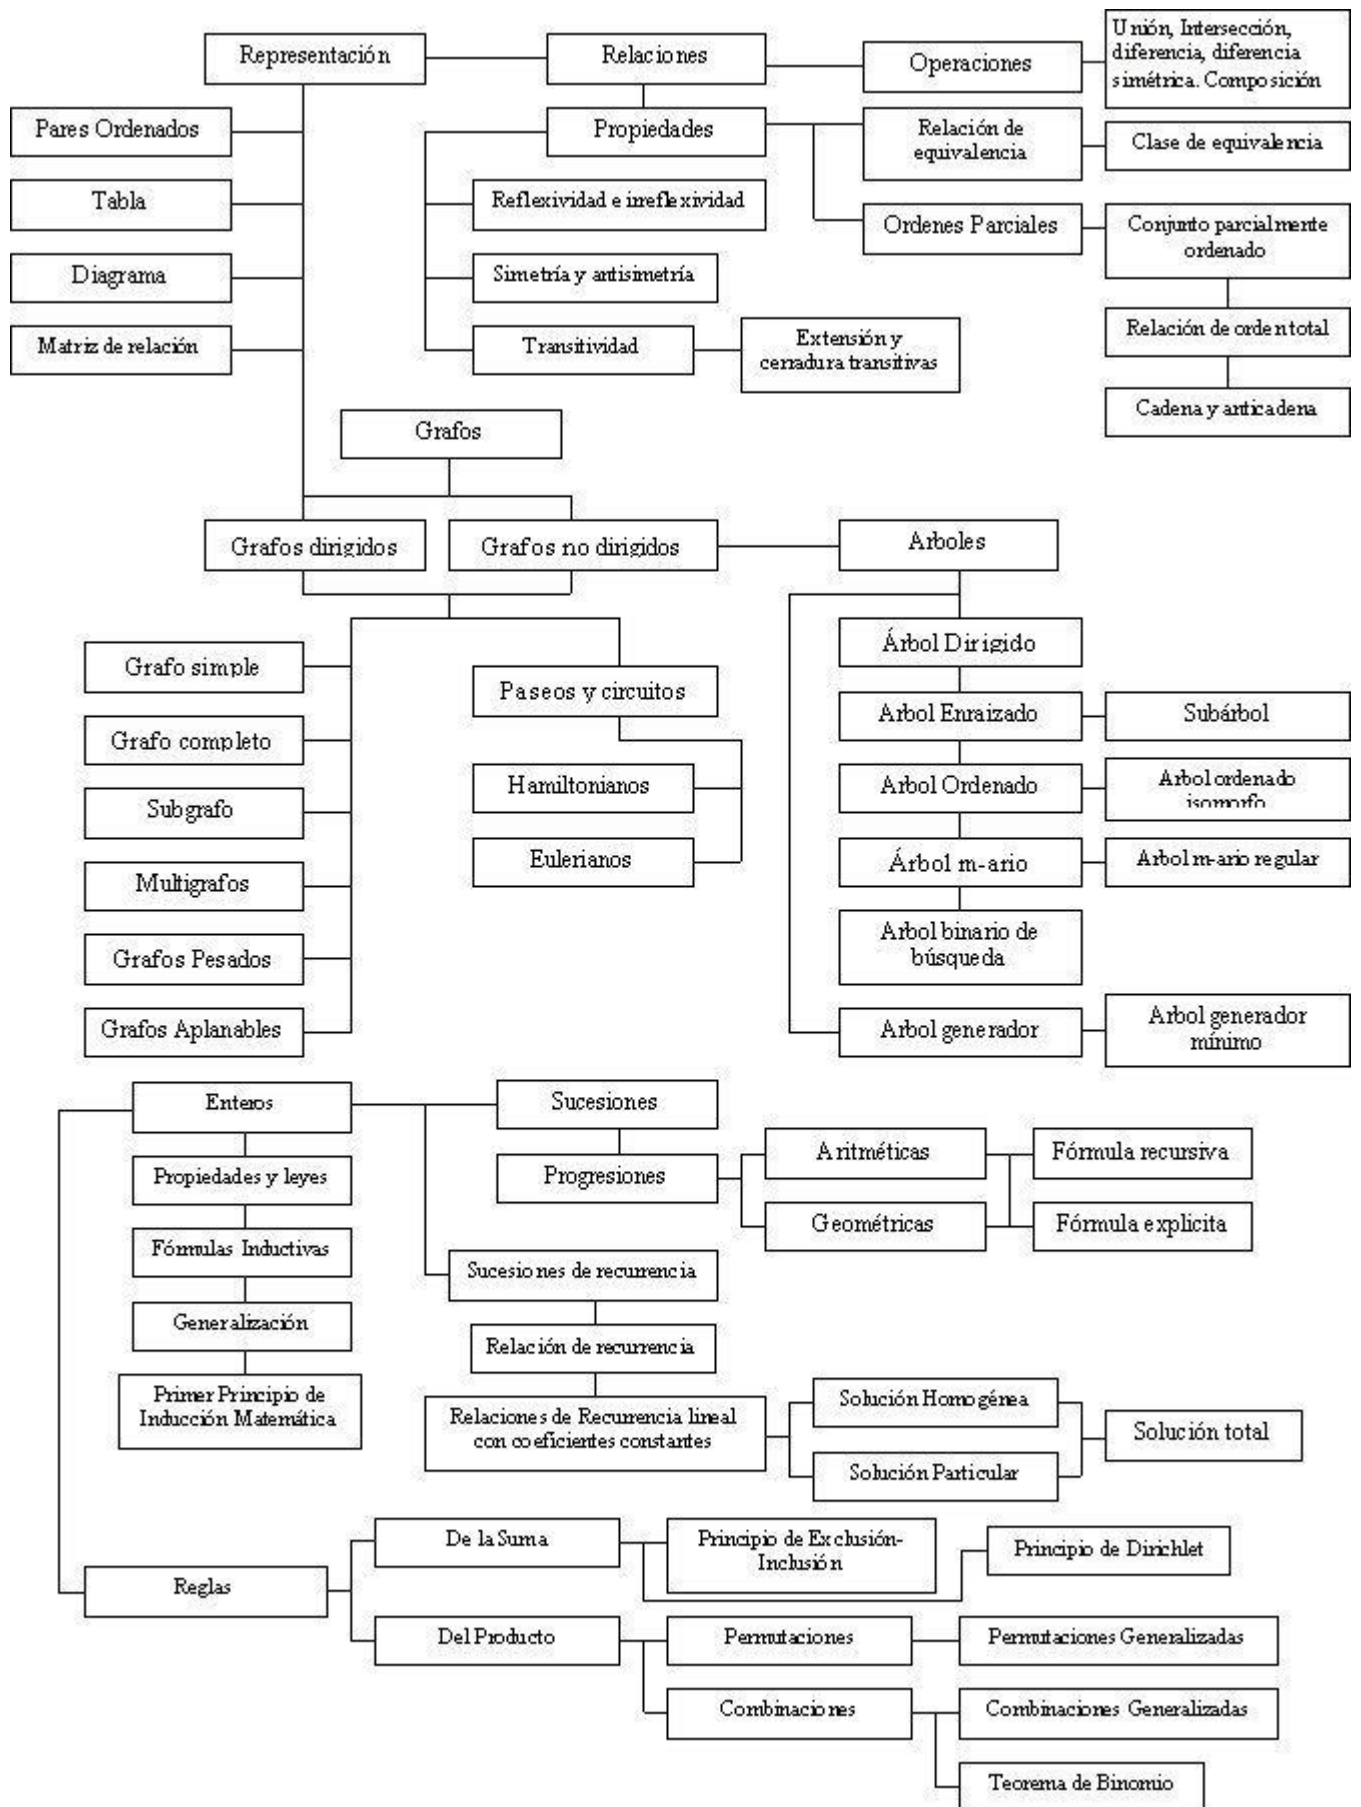 Representación
Relaciones
Operaciones
Unión, Intersección,
diferencia, diferencia
simétrica. Composición
Pares Ordenados
Propiedades
Relación de
equivalencia
Clase de equivalencia
Tabla
Reflexividad e irreflexividad
Ordenes Parciales
Conjunto parcialmente
ordenado
Diagrama
Simetría y antisimetría
Matriz de relación
Transitividad
Extensión y
cerradura transitivas
Relación de orden total
Cadena y anticadena
Grafos
Grafos dirigidos
Grafos no dirigidos
Arboles
Grafo simple
Paseos y circuitos
Árbol Dirigido
Grafo completo
Arbol Enraizado
Subárbol
Hamiltonianos
Arbol Ordenado
Arbol ordenado
isomorfo
Subgrafo
Eulerianos
Árbol m-ario
Arbol m-ario regular
Multigrafos
Arbol binario de
búsqueda
Grafos Pesados
Grafos Aplanables
Arbol generador
Arbol generador
mínimo
Enteros
Sucesiones
Propiedades y leyes
Progresiones
Aritméticas
Fórmula recursiva
Geométricas
Fórmula explícita
Fórmulas Inductivas
Sucesiones de recurrencia
Generalización
Relación de recurrencia
Primer Principio de
Inducción Matemática
Relaciones de Recurrencia lineal
con coeficientes constantes
Solución Homogénea
Solución Particular
Solución total
Reglas
De la Suma
Principio de Exclusión-
Inclusión
Principio de Dirichlet
Del Producto
Permutaciones
Permutaciones Generalizadas
Combinaciones
Combinaciones Generalizadas
Teorema de Binomio